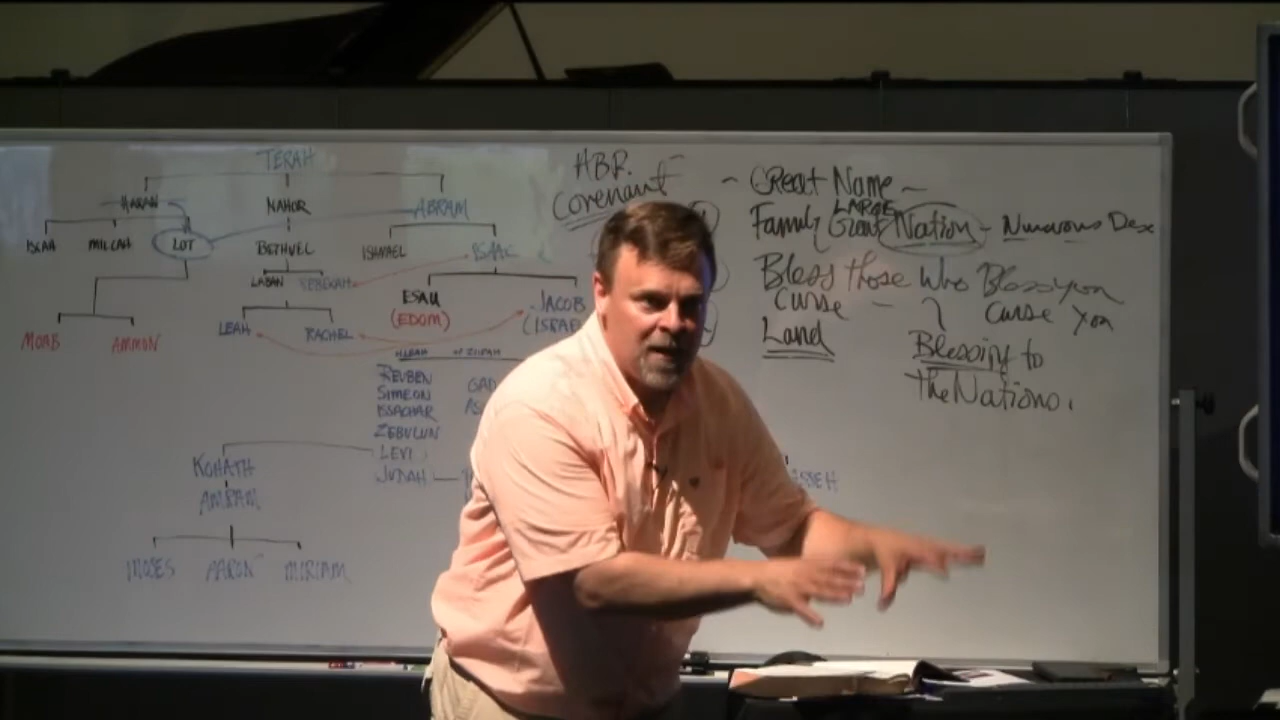 TERAH
HARAN NAHOR ABRAM
ISCAH MILCAH LOT BETHUEL ISHMAEL ISAAC
LABAN REBEKAH
ESAU
(EDOM)
JACOB
MOAB AMMON LEAH RACHEL
REUBEN GAD
SIMEON
ISSACHAR
ZEBULUN
LEVI
JUDAH
KOHATH
AMRAM
MOSES AARON MIRIAM
ABR.
Covenant
~ Great Name ~
LARGE
Family Great Nation - Numerous Desc
Bless those who Bless you
Curse - Curse you
Land
Blessing to
the Nations.